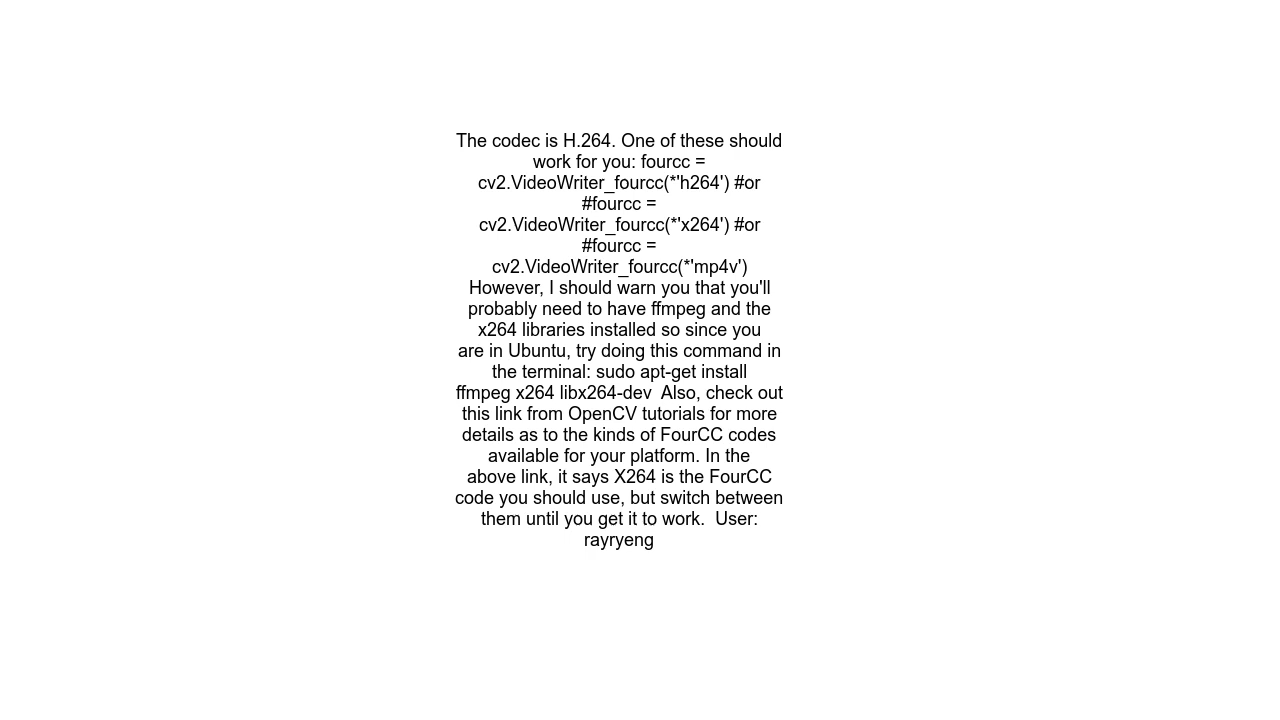 The codec is H.264. One of these should
work for you: fourcc =
cv2.VideoWriter_fourcc(*'h264') #or
#fourcc =
cv2.VideoWriter_fourcc(*'x264') #or
#fourcc =
cv2.VideoWriter_fourcc(*'mp4v')
However, I should warn you that you'll
probably need to have ffmpeg and the
x264 libraries installed so since you
are in Ubuntu, try doing this command in
the terminal: sudo apt-get install
ffmpeg x264 libx264-dev  Also, check out
this link from OpenCV tutorials for more
details as to the kinds of FourCC codes
available for your platform. In the
above link, it says X264 is the FourCC
code you should use, but switch between
them until you get it to work.  User:
rayryeng